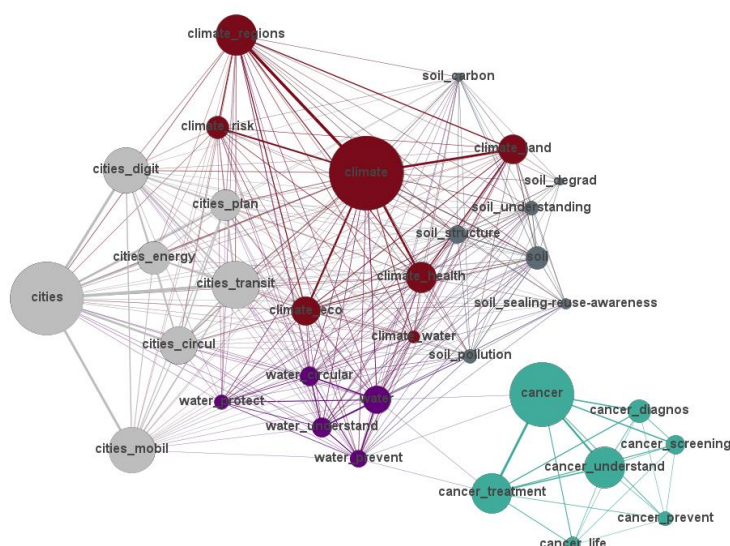 climate_regions
soil_carbon
climate_risk
climate_land
cities_digit
climate
soil_degrad
cities_plan
soil_understanding
soil_structure
cities_energy
soil
climate_health
cities_transit
cities
soil_sealing-reuse-awareness
climate_eco
climate_water
cities_circul
soil_pollution
water_circular
cancer
water
water_protect
cancer_diagnos
water_understand
cities_mobil
cancer_screening
water_prevent
cancer_understand
cancer_treatment
cancer_prevent
cancer_life